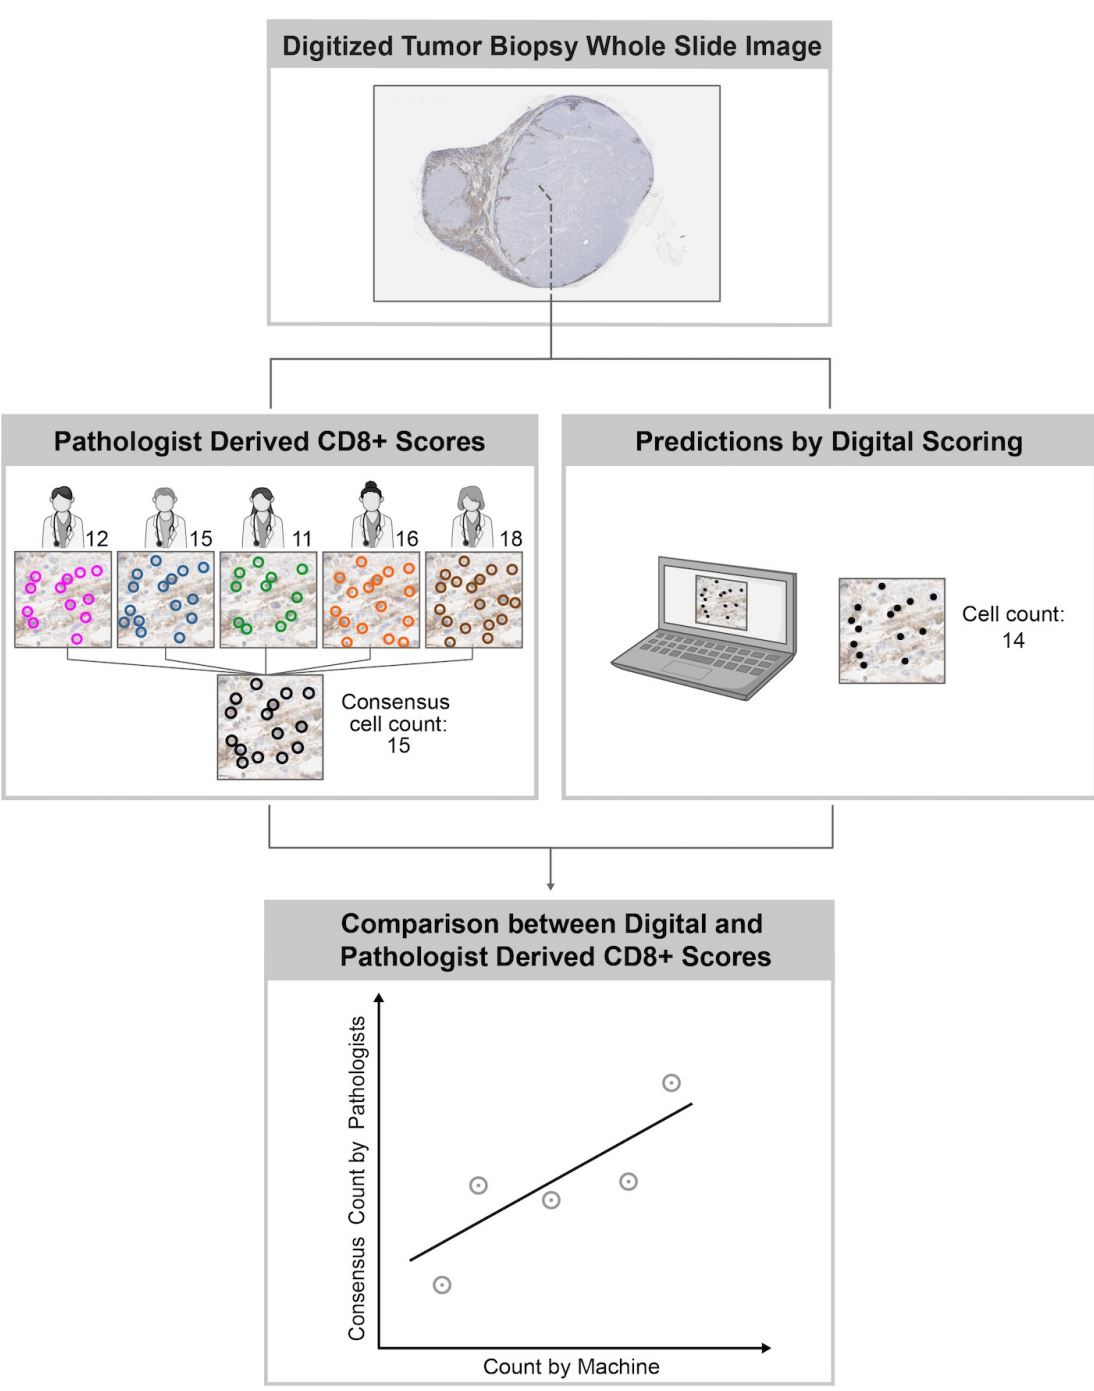 Digitized Tumor Biopsy Whole Slide Image
Pathologist Derived CD8+ Scores
12
15
11
16
18
Consensus
cell count:
15
Predictions by Digital Scoring
Cell count:
14
Comparison between Digital and
Pathologist Derived CD8+ Scores
Consensus Count by Pathologists
Count by Machine